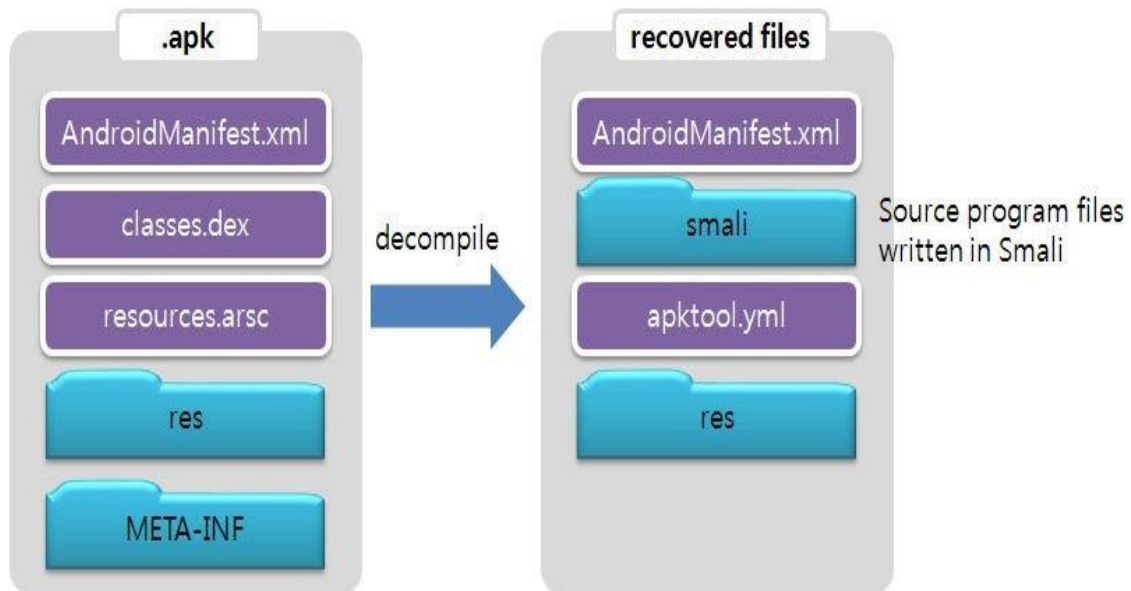 .apk
AndroidManifest.xml
classes.dex
resources.arsc
res
META-INF
decompile
recovered files
AndroidManifest.xml
smali
apktool.yml
res
Source program files
written in Smali